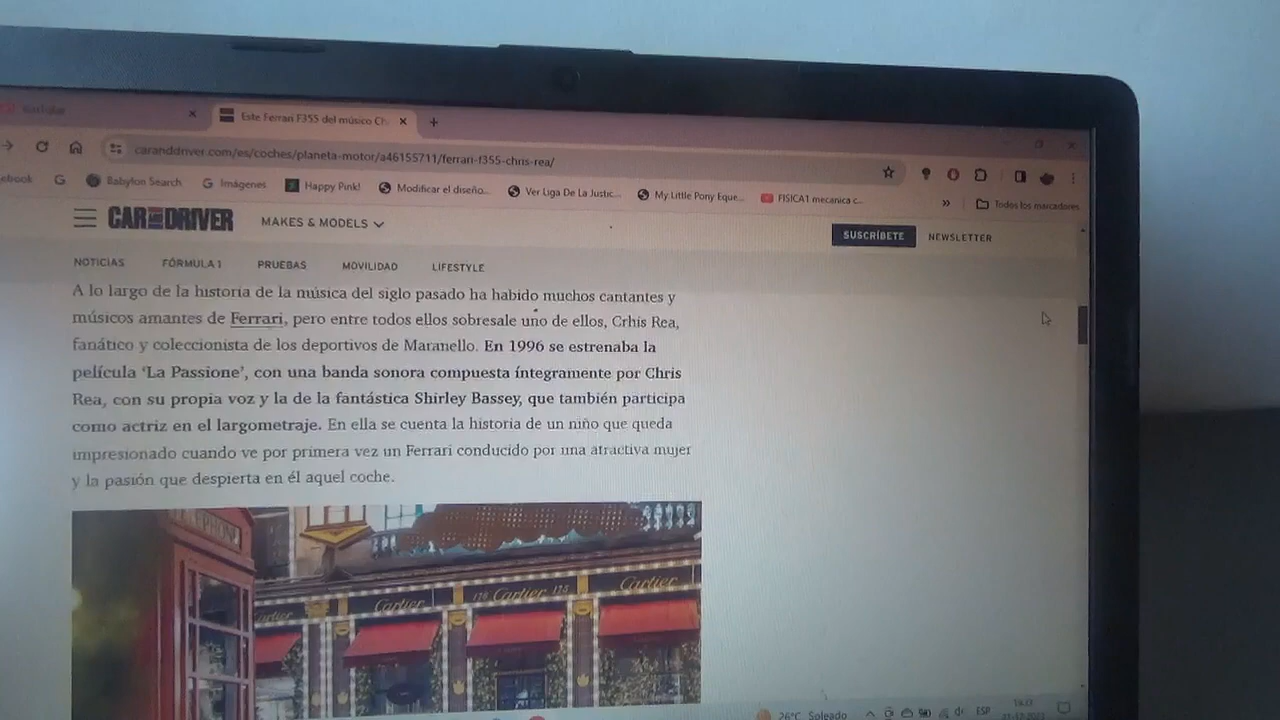 Este Ferrari F355 del músico Ch
caranddriver.com/es/coches/planeta-motor/a46155711/ferrari-f355-chris-rea/
ebook
Babylon Search
Imágenes
Happy Pink!
Modificar el diseño...
Ver Liga De La Justic...
My Little Pony Eque...
FISICA1 mecanica c...
»
Todos los marcadores
CAR AND DRIVER
MAKES & MODELS
SUSCRÍBETE
NEWSLETTER
NOTICIAS
FÓRMULA 1
PRUEBAS
MOVILIDAD
LIFESTYLE
A lo largo de la historia de la música del siglo pasado ha habido muchos cantantes y
músicos amantes de Ferrari, pero entre todos ellos sobresale uno de ellos, Crhis Rea,
fanático y coleccionista de los deportivos de Maranello. En 1996 se estrenaba la
película ‘La Passione’, con una banda sonora compuesta íntegramente por Chris
Rea, con su propia voz y la de la fantástica Shirley Bassey, que también participa
como actriz en el largometraje. En ella se cuenta la historia de un niño que queda
impresionado cuando ve por primera vez un Ferrari conducido por una atractiva mujer
y la pasión que despierta en él aquel coche.
TELEPHONE
Cartier
Cartier
175 Cartier 175
Cartier
26°C Soleado
ESP